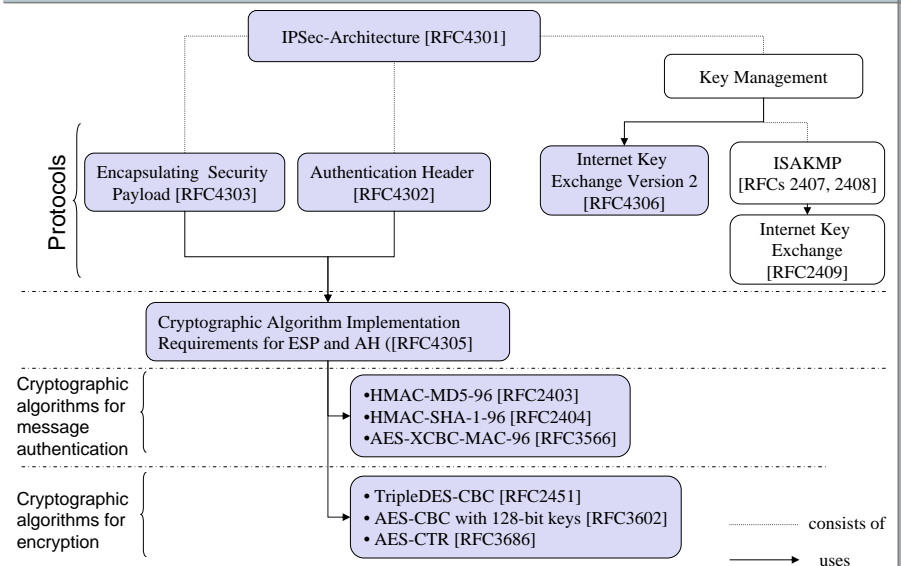 IPSec-Architecture [RFC4301]
Key Management
Protocols
Encapsulating Security
Payload [RFC4303]
Authentication Header
[RFC4302]
Internet Key
Exchange Version 2
[RFC4306]
ISAKMP
[RFCs 2407, 2408]
Internet Key
Exchange
[RFC2409]
Cryptographic Algorithm Implementation
Requirements for ESP and AH ([RFC4305]
Cryptographic
algorithms for
message
authentication
•HMAC-MD5-96 [RFC2403]
•HMAC-SHA-1-96 [RFC2404]
•AES-XCBC-MAC-96 [RFC3566]
Cryptographic
algorithms for
encryption
• TripleDES-CBC [RFC2451]
• AES-CBC with 128-bit keys [RFC3602]
• AES-CTR [RFC3686]
consists of
uses